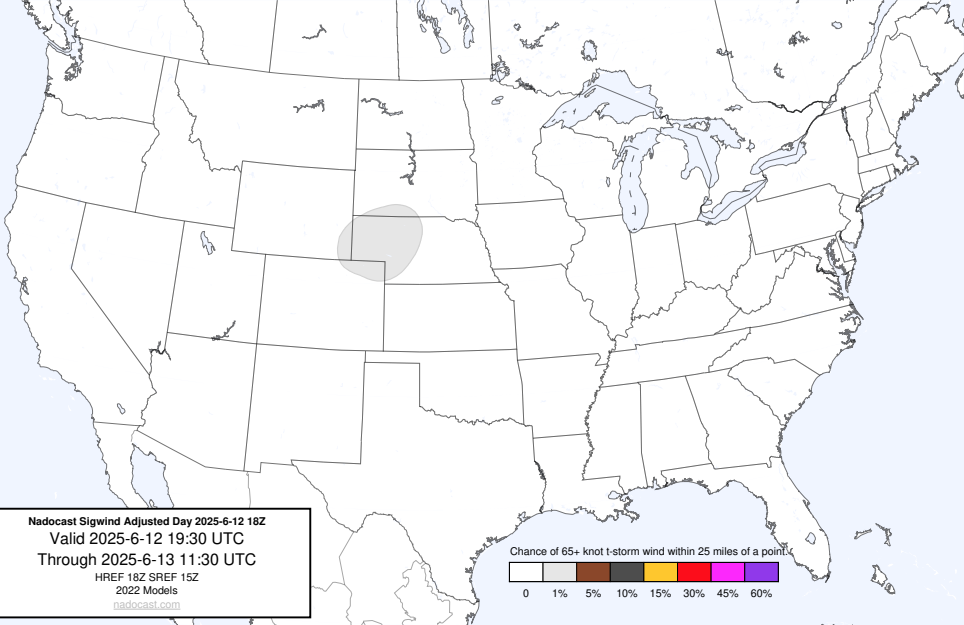 Nadocast Sigwind Adjusted Day 2025-6-12 18Z
Valid 2025-6-12 19:30 UTC
Through 2025-6-13 11:30 UTC
HREF 18Z SREF 15Z
2022 Models
nadocast.com
Chance of 65+ knot t-storm wind within 25 miles of a point.
0 1% 5% 10% 15% 30% 45% 60%